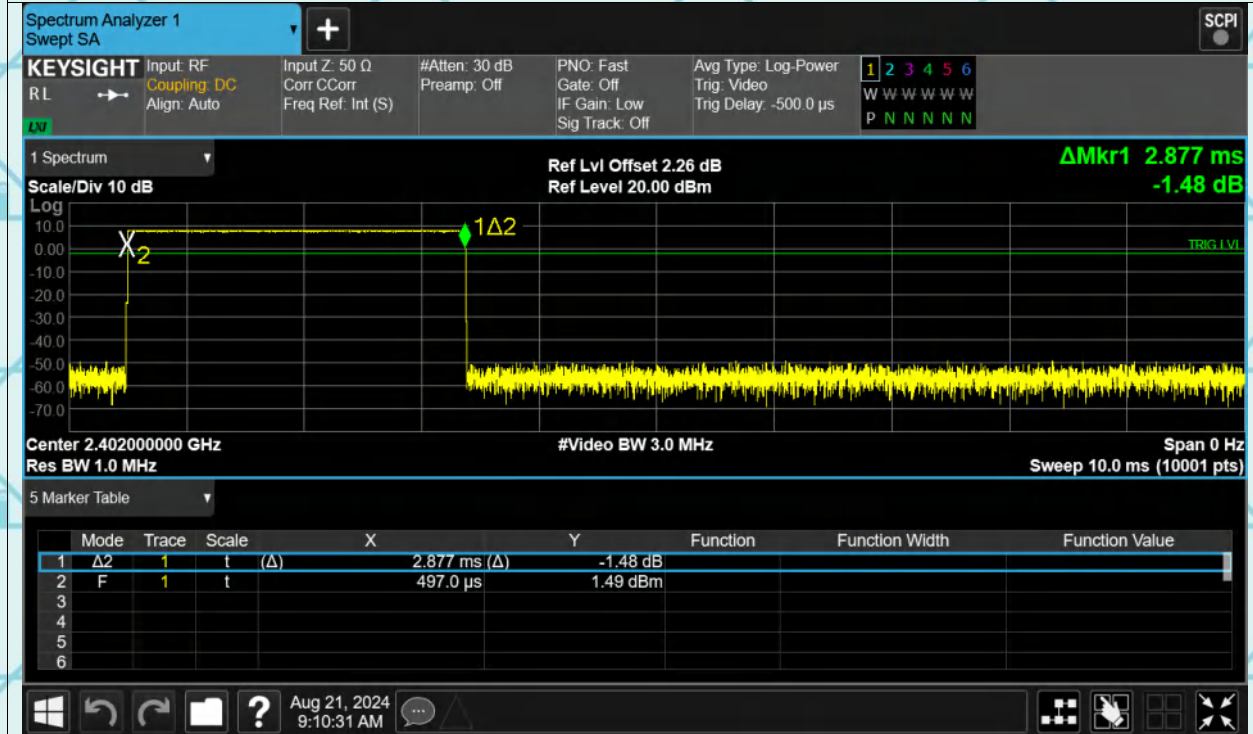 Spectrum Analyzer 1
Swept SA
+
SCPI
KEYSIGHT
RL
LXI
Input: RF
Coupling: DC
Align: Auto
Input Z: 50 Ω
Corr CCorr
Freq Ref: Int (S)
#Atten: 30 dB
Preamp: Off
PNO: Fast
Gate: Off
IF Gain: Low
Sig Track: Off
Avg Type: Log-Power
Trig: Video
Trig Delay: -500.0 µs
1 2 3 4 5 6
W W W W W W
P N N N N N
1 Spectrum
Scale/Div 10 dB
Ref Lvl Offset 2.26 dB
Ref Level 20.00 dBm
ΔMkr1 2.877 ms
-1.48 dB
Log
10.0
0.00
-10.0
-20.0
-30.0
-40.0
-50.0
-60.0
-70.0
X2
1Δ2
TRIG LVL
Center 2.402000000 GHz
#Video BW 3.0 MHz
Span 0 Hz
Res BW 1.0 MHz
Sweep 10.0 ms (10001 pts)
5 Marker Table
Mode Trace Scale X Y Function Function Width Function Value
1 Δ2 1 t (Δ) 2.877 ms (Δ) -1.48 dB
2 F 1 t 497.0 µs 1.49 dBm
3
4
5
6
?
Aug 21, 2024
9:10:31 AM